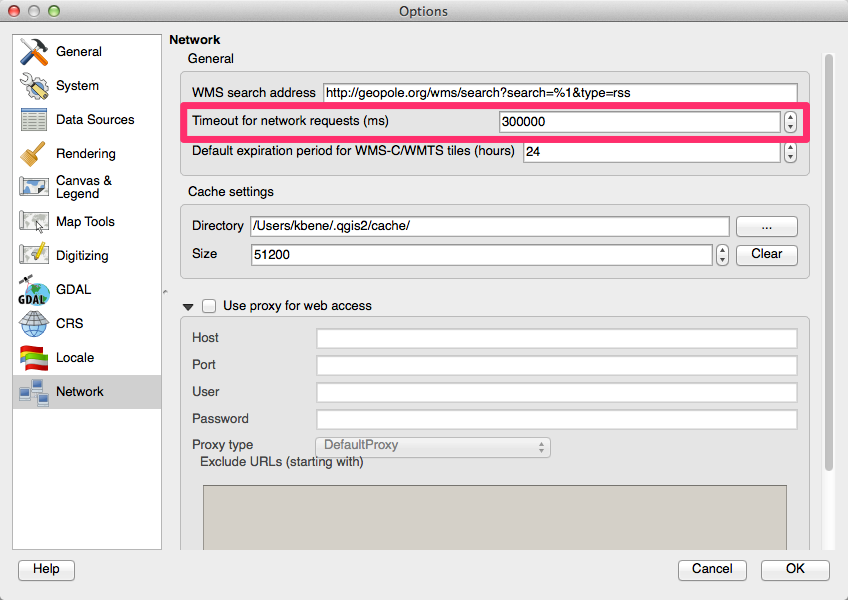 Options
General
System
Data Sources
Rendering
Canvas &
Legend
Map Tools
Digitizing
GDAL
GDAL
CRS
Locale
Network
Network
General
WMS search address http://geopole.org/wms/search?search=%1&type=rss
Timeout for network requests (ms) 300000
Default expiration period for WMS-C/WMTS tiles (hours) 24
Cache settings
Directory /Users/kbene/.qgis2/cache/ ...
Size 51200 Clear
Use proxy for web access
Host
Port
User
Password
Proxy type DefaultProxy
Exclude URLs (starting with)
Help Cancel OK